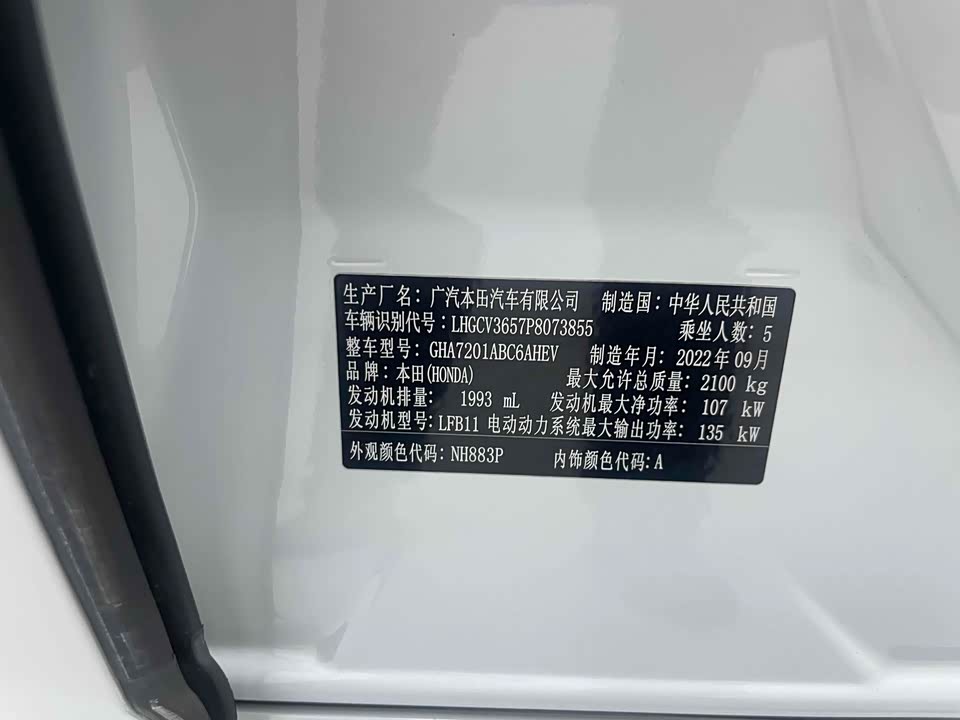 生产厂名：广汽本田汽车有限公司 制造国：中华人民共和国
车辆识别代号：LHGCV3657P8073855 乘坐人数：5
整车型号：GHA7201ABC6AHEV 制造年月：2022年09月
品牌：本田(HONDA) 最大允许总质量：2100 kg
发动机排量： 1993 mL 发动机最大净功率：107 kW
发动机型号：LFB11 电动动力系统最大输出功率：135 kW
外观颜色代码：NH883P 内饰颜色代码：A